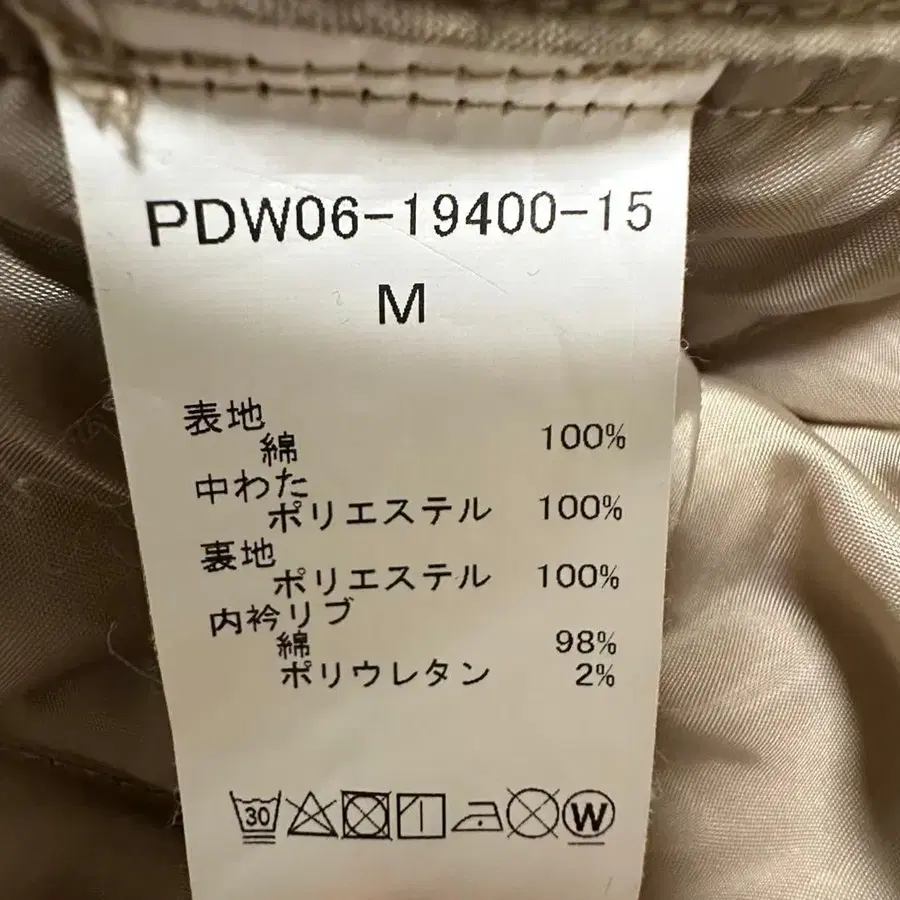 PDW06-19400-15
M
表地
綿 100%
中わた
ポリエステル 100%
裏地
ポリエステル 100%
内衿リブ
綿 98%
ポリウレタン 2%
30 W